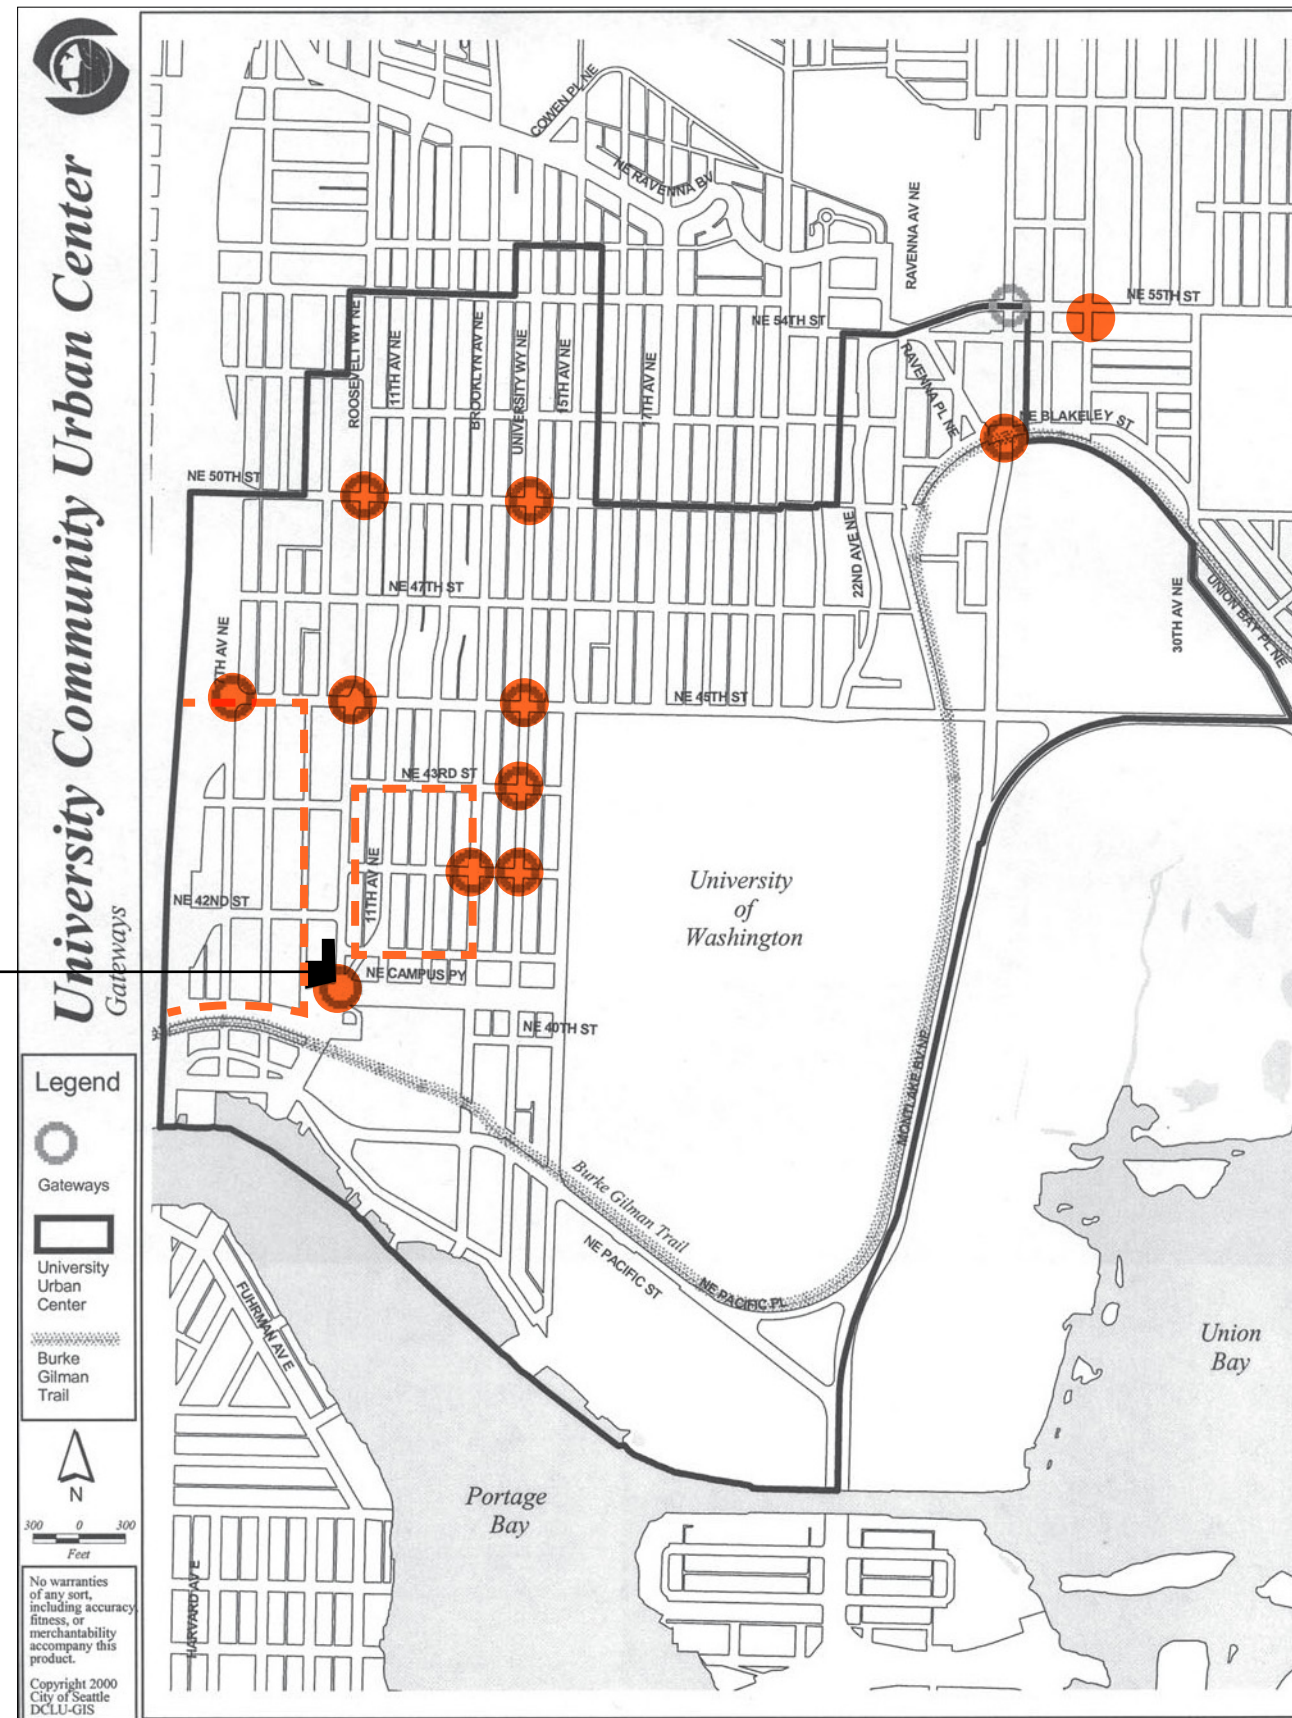 University Community Urban Center
Gateways
Legend
Gateways
University
Urban
Center
Burke
Gilman
Trail
N
300 0 300
Feet
No warranties
of any sort,
including accuracy,
fitness, or
merchantability
accompany this
product.
Copyright 2000
City of Seattle
DCLU-GIS
COWEN PL NE
NE RAVENNA BV
RAVENNA AV NE
NE 55TH ST
NE 54TH ST
ROOSEVELT WY NE
11TH AV NE
BROOKLYN AV NE
UNIVERSITY WY NE
15TH AV NE
17TH AV NE
RAVENNA PL NE
NE BLAKELEY ST
NE 50TH ST
22ND AVE NE
NE 47TH ST
30TH AV NE
UNION BAY PL NE
7TH AV NE
NE 45TH ST
NE 43RD ST
11TH AV NE
NE 42ND ST
University
of
Washington
NE CAMPUS PY
NE 40TH ST
MONTLAKE BV NE
Burke Gilman Trail
NE PACIFIC ST
NE PACIFIC PL
FUHRMAN AV E
Union
Bay
Portage
Bay
HARVARD AV E